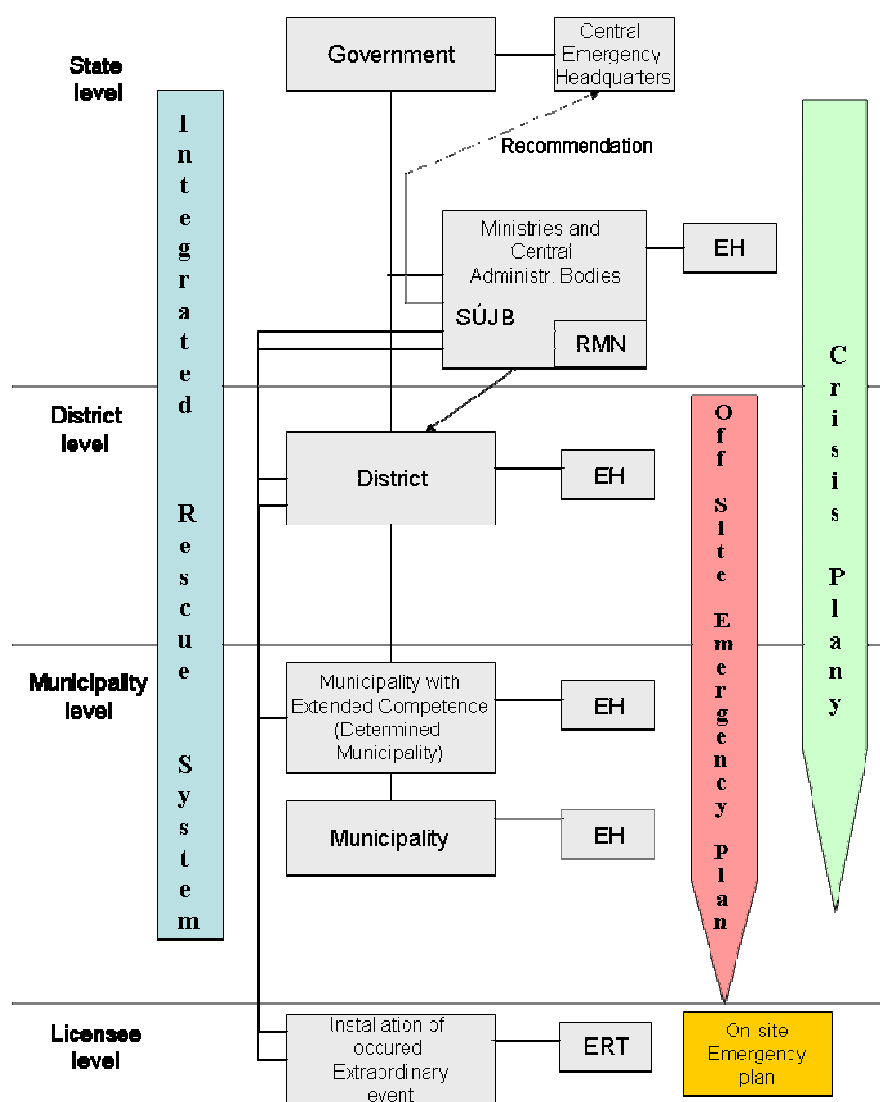 State
level
Government
Central
Emergency
Headquarters
Recommendation
Ministries and
Central
Administr. Bodies
SÚJB
RMN
EH
District
level
District
EH
Municipality
level
Municipality with
Extended Competence
(Determined
Municipality)
EH
Municipality
EH
Licensee
level
Installation of
occured
Extraordinary
event
ERT
On-site
Emergency
plan
Integrated Rescue System
Off Site Emergency Plan
Crisis Plany